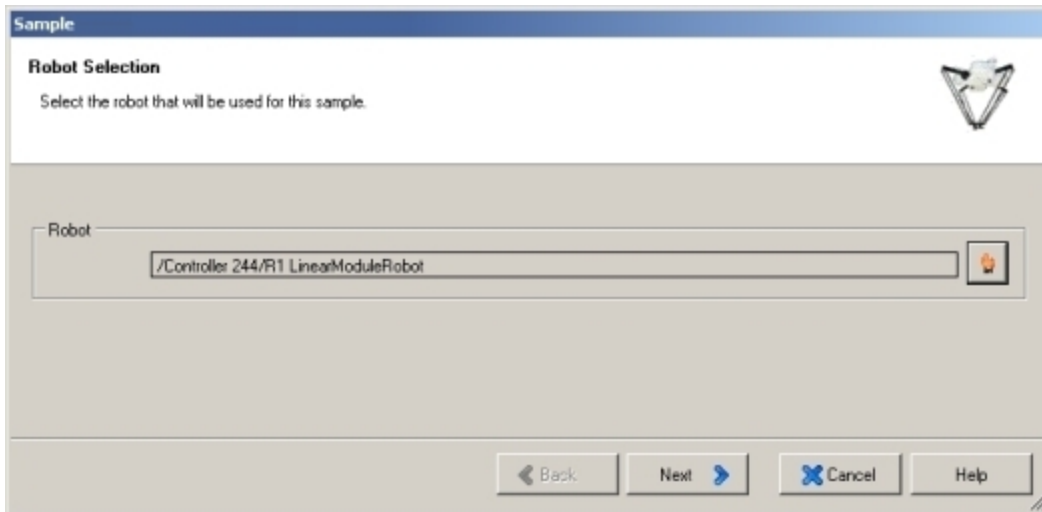 Sample
Robot Selection
Select the robot that will be used for this sample.
Robot
/Controller 244/R1 LinearModuleRobot
Back Next Cancel Help